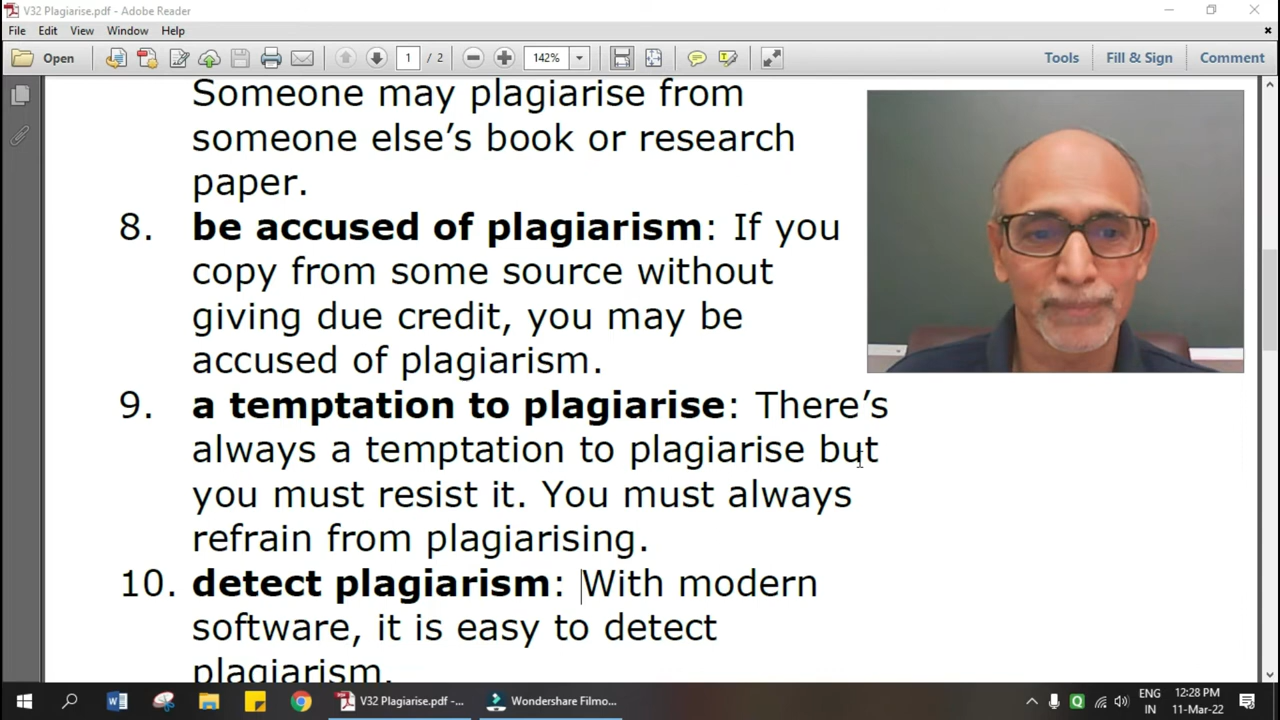 V32 Plagiarise.pdf - Adobe Reader
File Edit View Window Help
Open 1 / 2 142% Tools Fill & Sign Comment
Someone may plagiarise from
someone else’s book or research
paper.
8. be accused of plagiarism: If you
copy from some source without
giving due credit, you may be
accused of plagiarism.
9. a temptation to plagiarise: There’s
always a temptation to plagiarise but
you must resist it. You must always
refrain from plagiarising.
10. detect plagiarism: With modern
software, it is easy to detect
plagiarism.
V32 Plagiarise.pdf -... Wondershare Filmo...
ENG
IN
12:28 PM
11-Mar-22